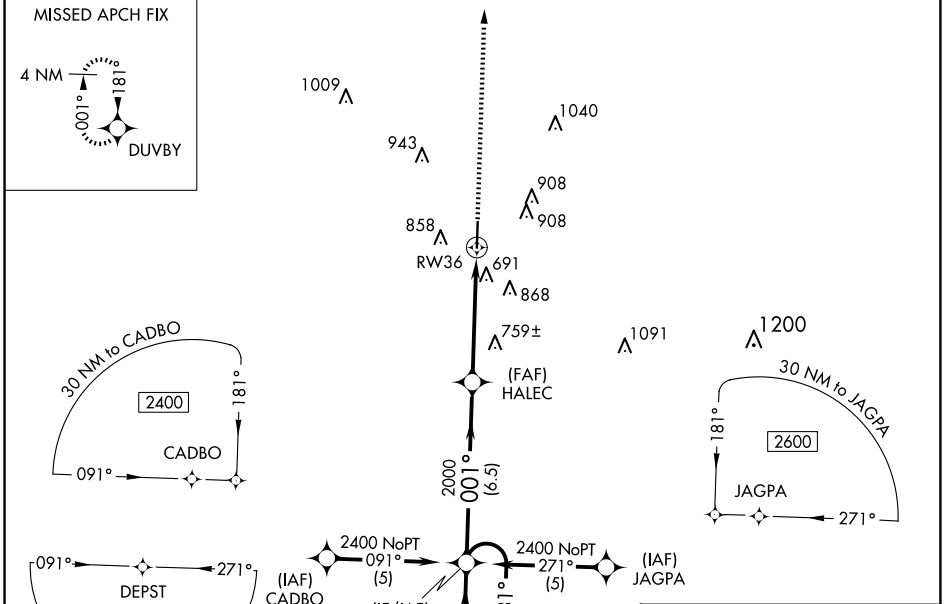 MISSED APCH FIX
4 NM
181°
001°
DUVBY
1009
1040
943
908
908
858
RW36
691
868
759±
1091
1200
(FAF)
HALEC
30 NM to CADBO
2400
181°
CADBO
091°
30 NM to JAGPA
181°
2600
JAGPA
271°
2000
001°
(6.5)
2400 NoPT
091°
(5)
(IAF)
CADBO
2400 NoPT
271°
(5)
(IAF)
JAGPA
091°
271°
DEPST